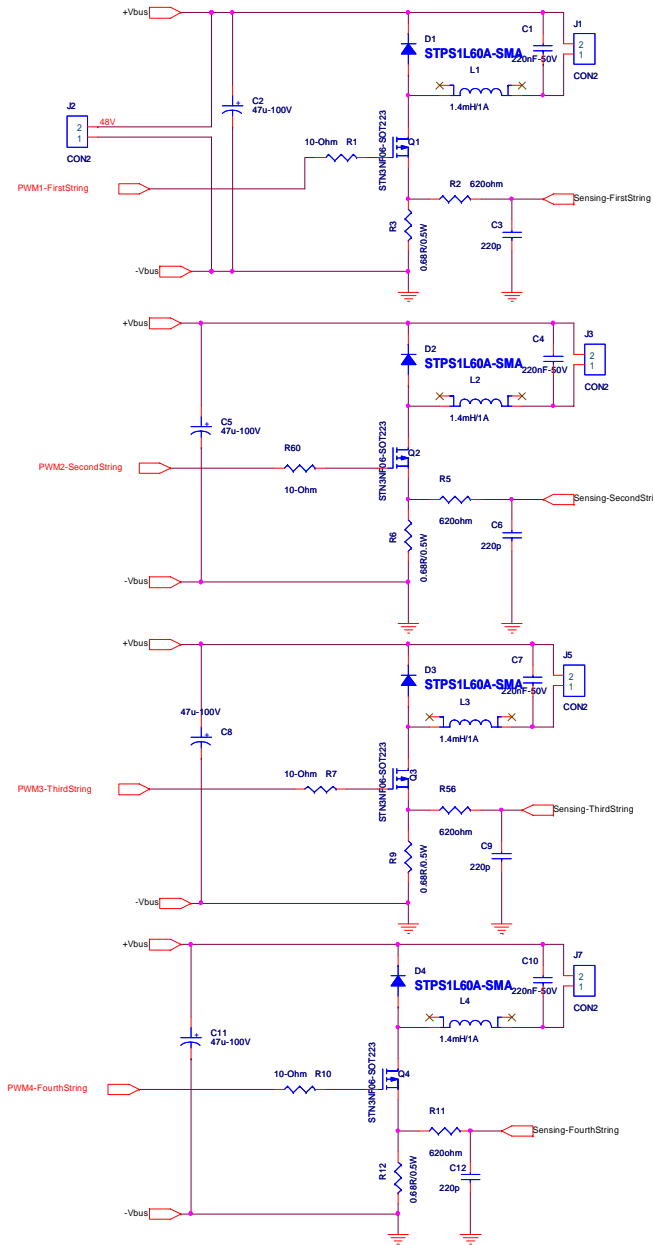 +Vbus
D1
STPS1L60A-SMA
C1
220nF-50V
J1
2
1
CON2
L1
1.4mH/1A
C2
47u-100V
J2
2
1
CON2
48V
STN3NF06-SOT223
Q1
10-Ohm R1
PWM1-FirstString
R2 620ohm
Sensing-FirstString
R3
0.68R/0.5W
C3
220p
-Vbus
+Vbus
D2
STPS1L60A-SMA
C4
220nF-50V
J3
2
1
CON2
L2
1.4mH/1A
C5
47u-100V
STN3NF06-SOT223
Q2
R60
10-Ohm
PWM2-SecondString
R5
620ohm
Sensing-SecondStri
R6
0.68R/0.5W
C6
220p
-Vbus
+Vbus
D3
STPS1L60A-SMA
C7
220nF-50V
J5
2
1
CON2
L3
1.4mH/1A
47u-100V
C8
STN3NF06-SOT223
Q3
10-Ohm R7
PWM3-ThirdString
R56
620ohm
Sensing-ThirdString
R9
0.68R/0.5W
C9
220p
-Vbus
+Vbus
D4
STPS1L60A-SMA
C10
220nF-50V
J7
2
1
CON2
L4
1.4mH/1A
C11
47u-100V
STN3NF06-SOT223
Q4
10-Ohm R10
PWM4-FourthString
R11
620ohm
Sensing-FourthString
R12
0.68R/0.5W
C12
220p
-Vbus